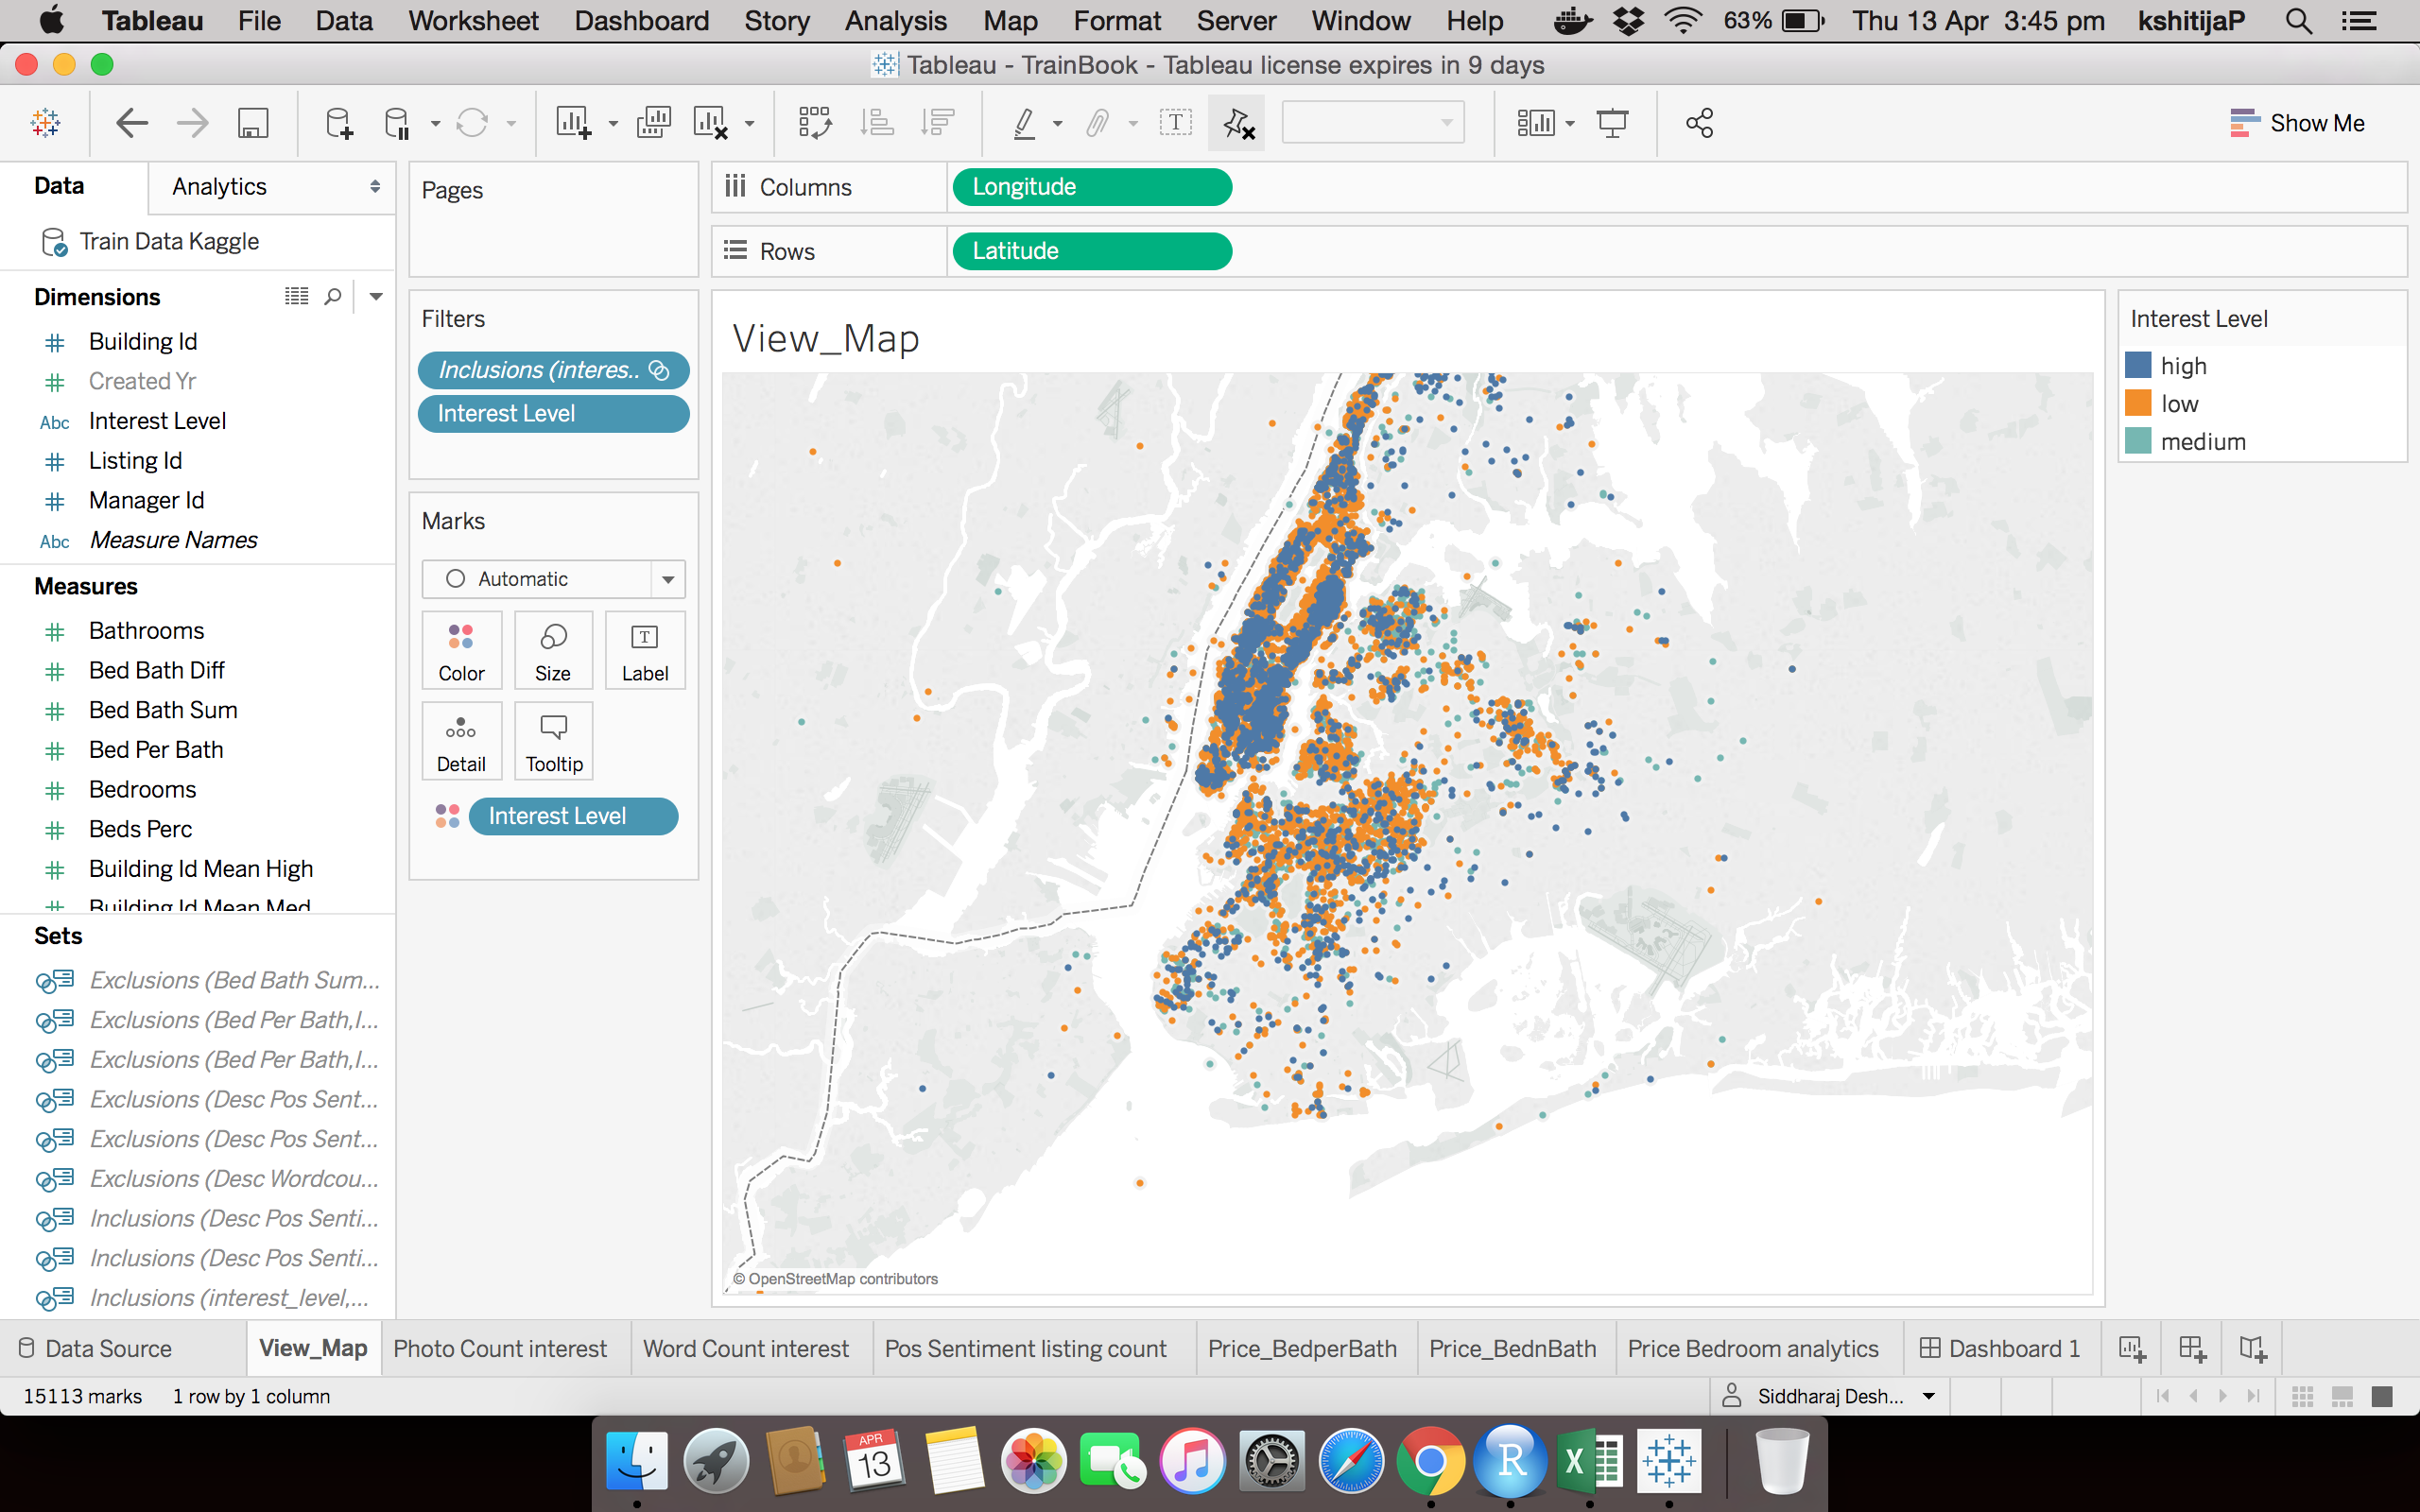 Tableau File Data Worksheet Dashboard Story Analysis Map Format Server Window Help 63% Thu 13 Apr 3:45 pm kshitijaP
Tableau - TrainBook - Tableau license expires in 9 days
Show Me
Data
Analytics
Train Data Kaggle
Dimensions
Building Id
Created Yr
Abc Interest Level
Listing Id
Manager Id
Abc Measure Names
Measures
Bathrooms
Bed Bath Diff
Bed Bath Sum
Bed Per Bath
Bedrooms
Beds Perc
Building Id Mean High
Building Id Mean Med
Sets
Exclusions (Bed Bath Sum...
Exclusions (Bed Per Bath,I...
Exclusions (Bed Per Bath,I...
Exclusions (Desc Pos Sent...
Exclusions (Desc Pos Sent...
Exclusions (Desc Wordcou...
Inclusions (Desc Pos Senti...
Inclusions (Desc Pos Senti...
Inclusions (interest_level,...
Pages
Filters
Inclusions (interes..
Interest Level
Marks
Automatic
Color
Size
T
Label
Detail
Tooltip
Interest Level
Columns
Longitude
Rows
Latitude
View_Map
© OpenStreetMap contributors
Interest Level
high
low
medium
Data Source View_Map Photo Count interest Word Count interest Pos Sentiment listing count Price_BedperBath Price_BednBath Price Bedroom analytics Dashboard 1
15113 marks 1 row by 1 column
Siddharaj Desh...
APR
13
R
X